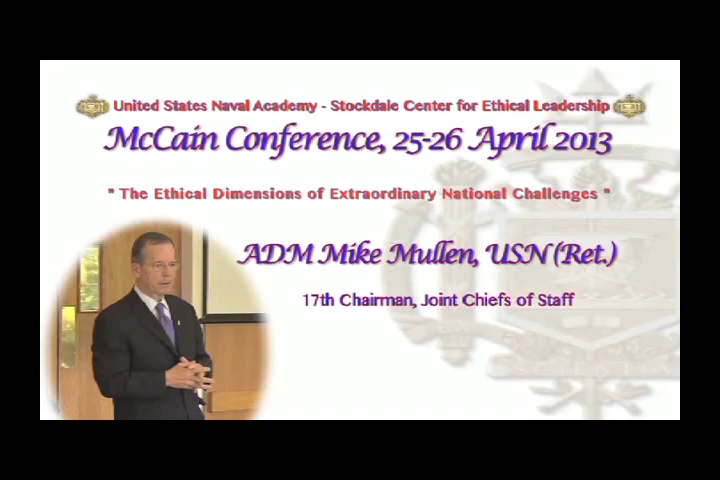 United States Naval Academy - Stockdale Center for Ethical Leadership
McCain Conference, 25-26 April 2013
" The Ethical Dimensions of Extraordinary National Challenges "
ADM Mike Mullen, USN (Ret.)
17th Chairman, Joint Chiefs of Staff